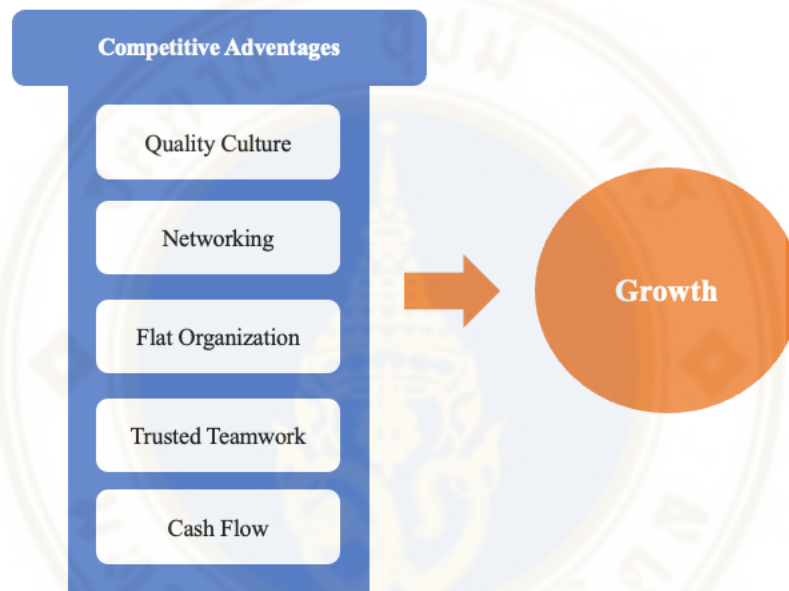 Competitive Adventages
Quality Culture
Networking
Flat Organization
Trusted Teamwork
Cash Flow
Growth